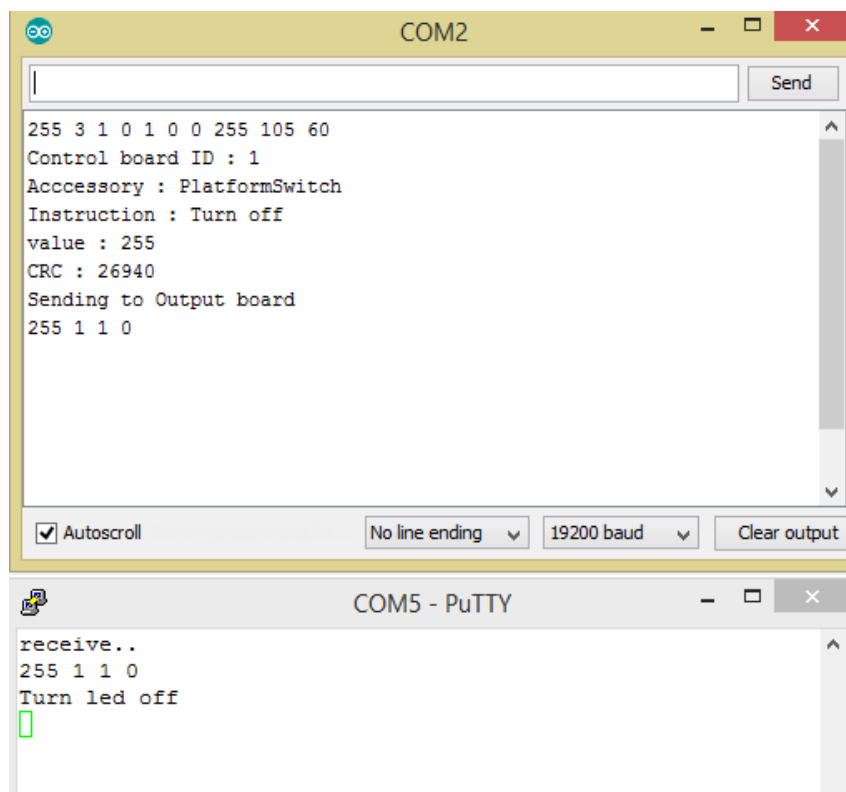 COM2
Send
255 3 1 0 1 0 0 255 105 60
Control board ID : 1
Acccessory : PlatformSwitch
Instruction : Turn off
value : 255
CRC : 26940
Sending to Output board
255 1 1 0
Autoscroll
No line ending
19200 baud
Clear output
COM5 - PuTTY
receive..
255 1 1 0
Turn led off